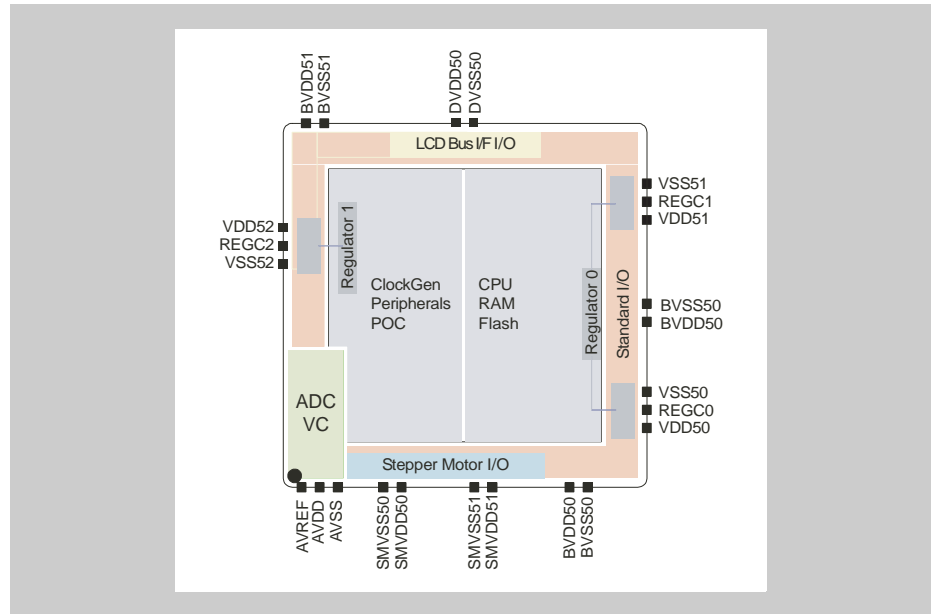 BVDD51
BVSS51
DVDD50
DVSS50
LCD Bus I/F I/O
VSS51
REGC1
VDD51
VDD52
REGC2
VSS52
Regulator 1
ClockGen
Peripherals
POC
CPU
RAM
Flash
Regulator 0
Standard I/O
BVSS50
BVDD50
VSS50
REGC0
VDD50
ADC
VC
Stepper Motor I/O
AVREF
AVDD
AVSS
SMVSS50
SMVDD50
SMVSS51
SMVDD51
BVDD50
BVSS50